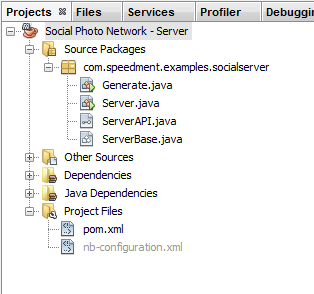 Projects Files Services Profiler Debugging
Social Photo Network - Server
Source Packages
com.speedment.examples.socialserver
Generate.java
Server.java
ServerAPI.java
ServerBase.java
Other Sources
Dependencies
Java Dependencies
Project Files
pom.xml
nb-configuration.xml